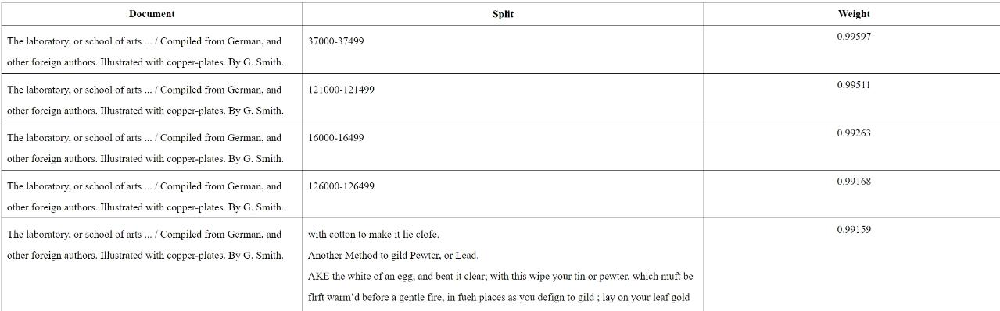 Document Split Weight
The laboratory, or school of arts ... / Compiled from German, and
other foreign authors. Illustrated with copper-plates. By G. Smith.
37000-37499
0.99597
The laboratory, or school of arts ... / Compiled from German, and
other foreign authors. Illustrated with copper-plates. By G. Smith.
121000-121499
0.99511
The laboratory, or school of arts ... / Compiled from German, and
other foreign authors. Illustrated with copper-plates. By G. Smith.
16000-16499
0.99263
The laboratory, or school of arts ... / Compiled from German, and
other foreign authors. Illustrated with copper-plates. By G. Smith.
126000-126499
0.99168
The laboratory, or school of arts ... / Compiled from German, and
other foreign authors. Illustrated with copper-plates. By G. Smith.
with cotton to make it lie clofe.
Another Method to gild Pewter, or Lead.
AKE the white of an egg, and beat it clear; with this wipe your tin or pewter, which muft be
flrft warm’d before a gentle fire, in fueh places as you defign to gild ; lay on your leaf gold
0.99159